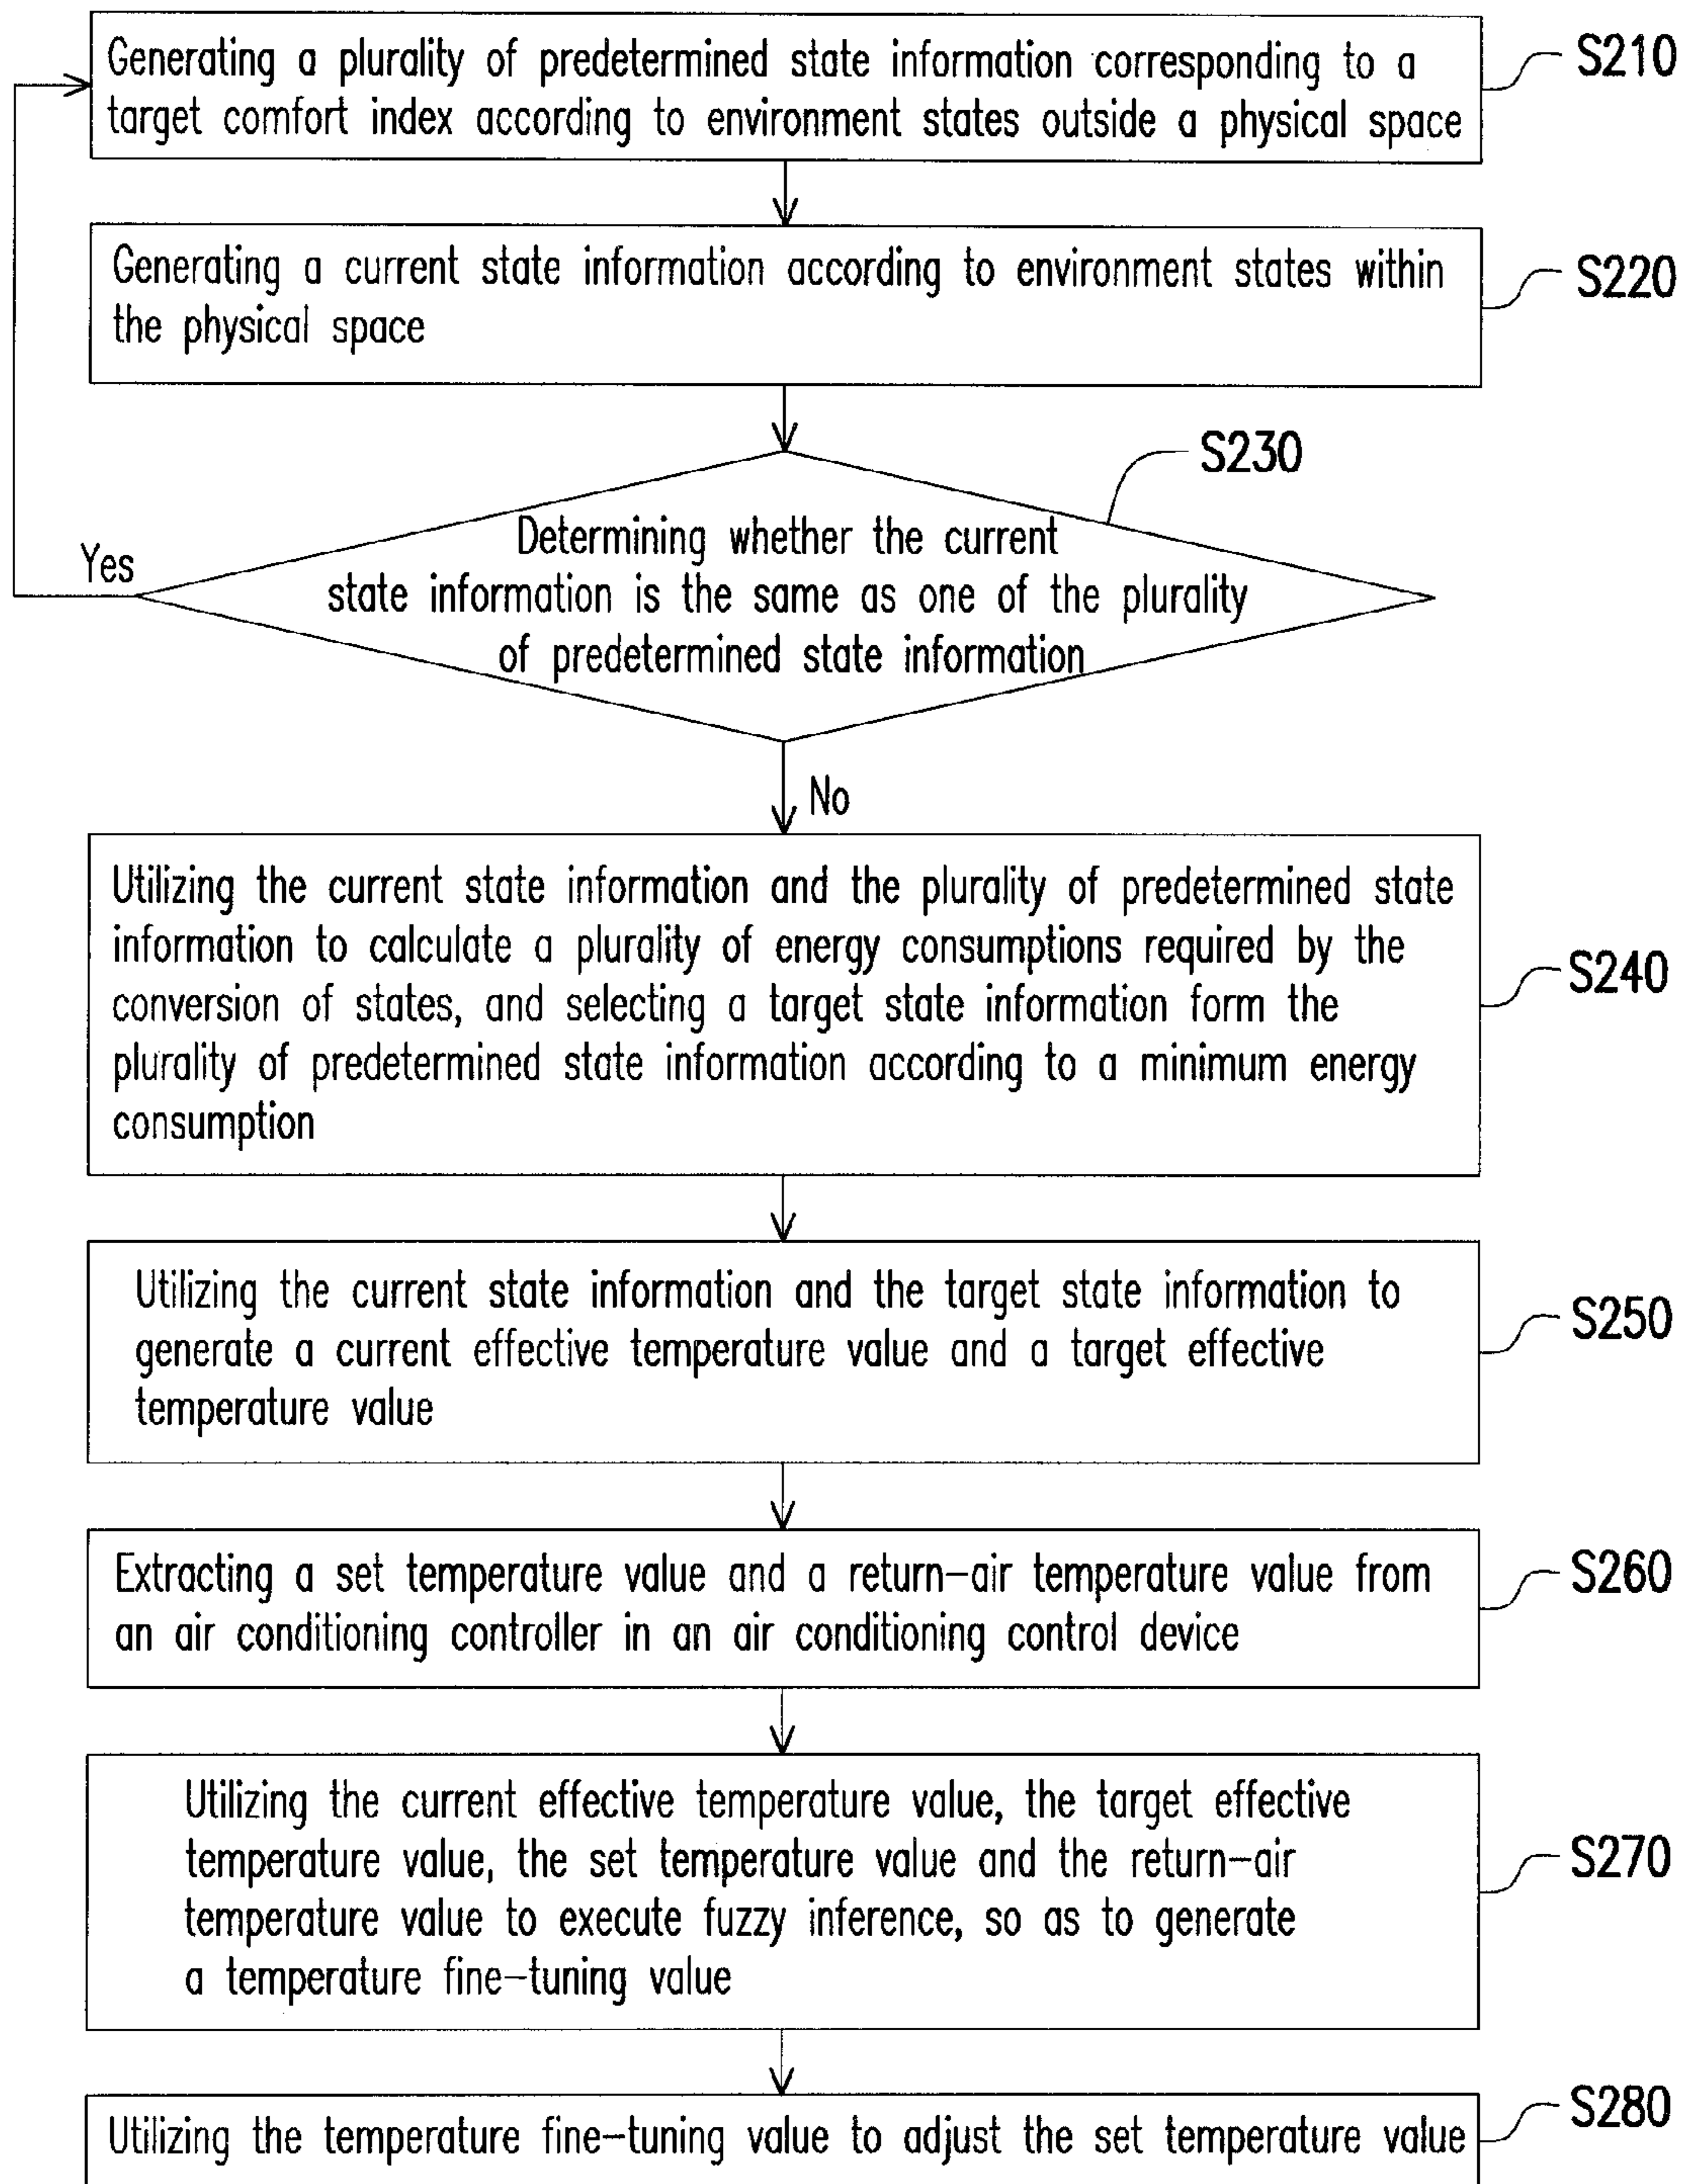 Generating a plurality of predetermined state information corresponding to a
target comfort index according to environment states outside a physical space
S210
Generating a current state information according to environment states within
the physical space
S220
S230
Determining whether the current
state information is the same as one of the plurality
of predetermined state information
Yes
No
Utilizing the current state information and the plurality of predetermined state
information to calculate a plurality of energy consumptions required by the
conversion of states, and selecting a target state information form the
plurality of predetermined state information according to a minimum energy
consumption
S240
Utilizing the current state information and the target state information to
generate a current effective temperature value and a target effective
temperature value
S250
Extracting a set temperature value and a return-air temperature value from
an air conditioning controller in an air conditioning control device
S260
Utilizing the current effective temperature value, the target effective
temperature value, the set temperature value and the return-air
temperature value to execute fuzzy inference, so as to generate
a temperature fine-tuning value
S270
Utilizing the temperature fine-tuning value to adjust the set temperature value
S280